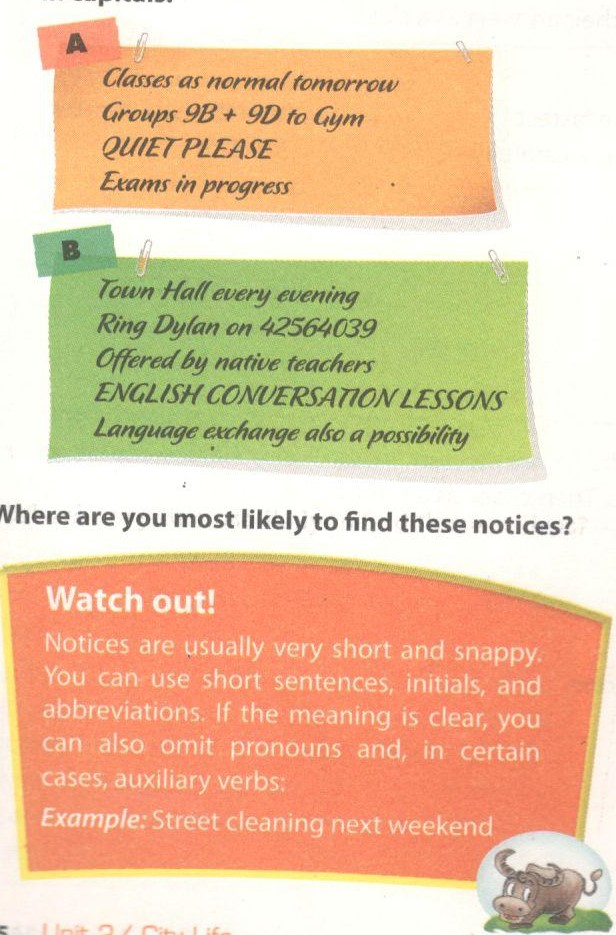 in capitals.
A
Classes as normal tomorrow
Groups 9B + 9D to Gym
QUIET PLEASE
Exams in progress
B
Town Hall every evening
Ring Dylan on 42564039
Offered by native teachers
ENGLISH CONVERSATION LESSONS
Language exchange also a possibility
Where are you most likely to find these notices?
Watch out!
Notices are usually very short and snappy.
You can use short sentences, initials, and
abbreviations. If the meaning is clear, you
can also omit pronouns and, in certain
cases, auxiliary verbs:
Example: Street cleaning next weekend
Unit 2 / City Life